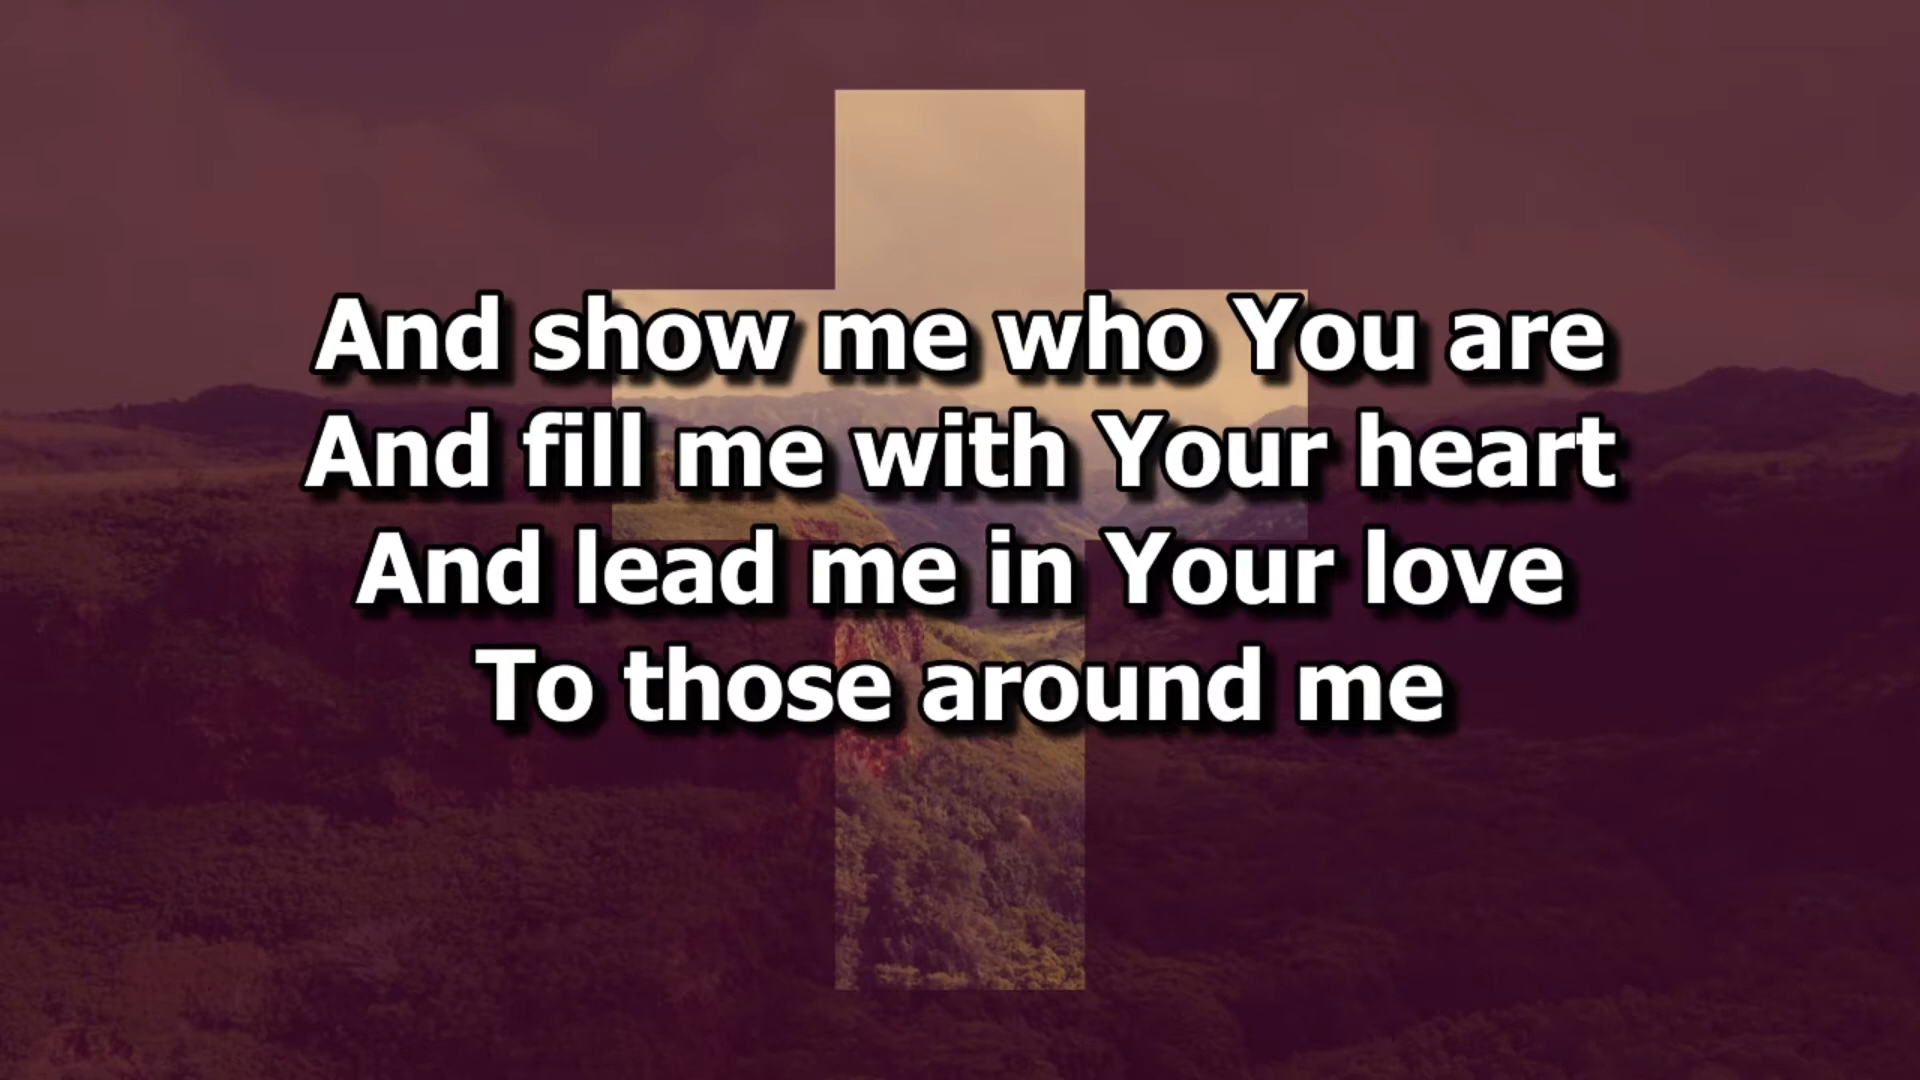 And show me who You are
And fill me with Your heart
And lead me in Your love
To those around me